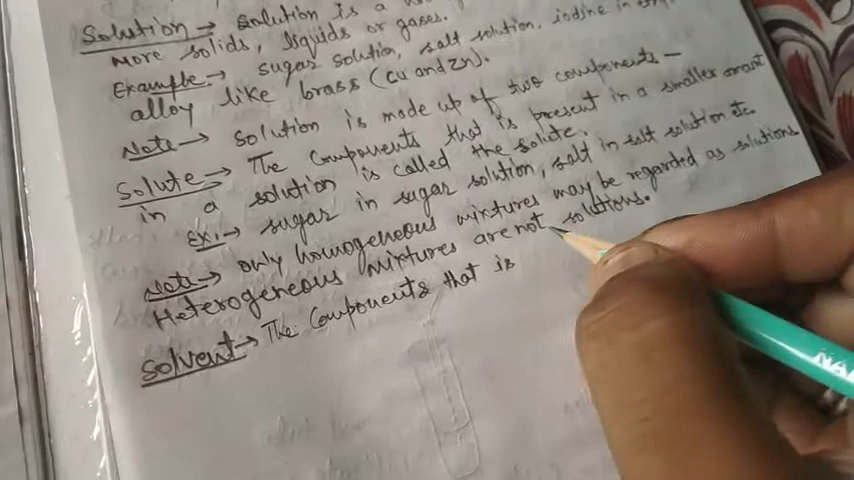 Solution → Solution is a
more solids, liquids or gases.
Example → sugar solution, salt solution, iodine in
alloy like brass (Cu and Zn).
Note → Solution is made up of two components —
Solute → The Components that is present in a smaller amount
in a solution is called the solute.
Ex:→ sugar in sugar solution, salt in salt solution etc.
Note → only homogeneous mixtures may be regarded as solutions.
Heterogeneous mixtures are not solutions.
Solvent → The Components that is